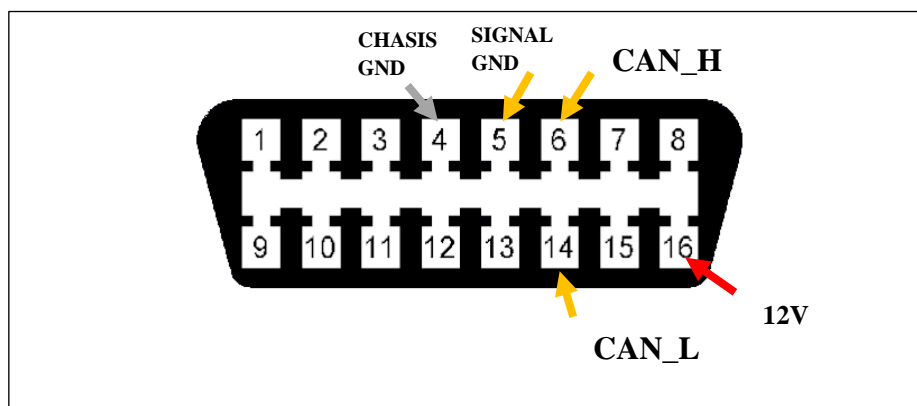 CHASIS
GND
SIGNAL
GND
CAN_H
1 2 3 4 5 6 7 8
9 10 11 12 13 14 15 16
12V
CAN_L